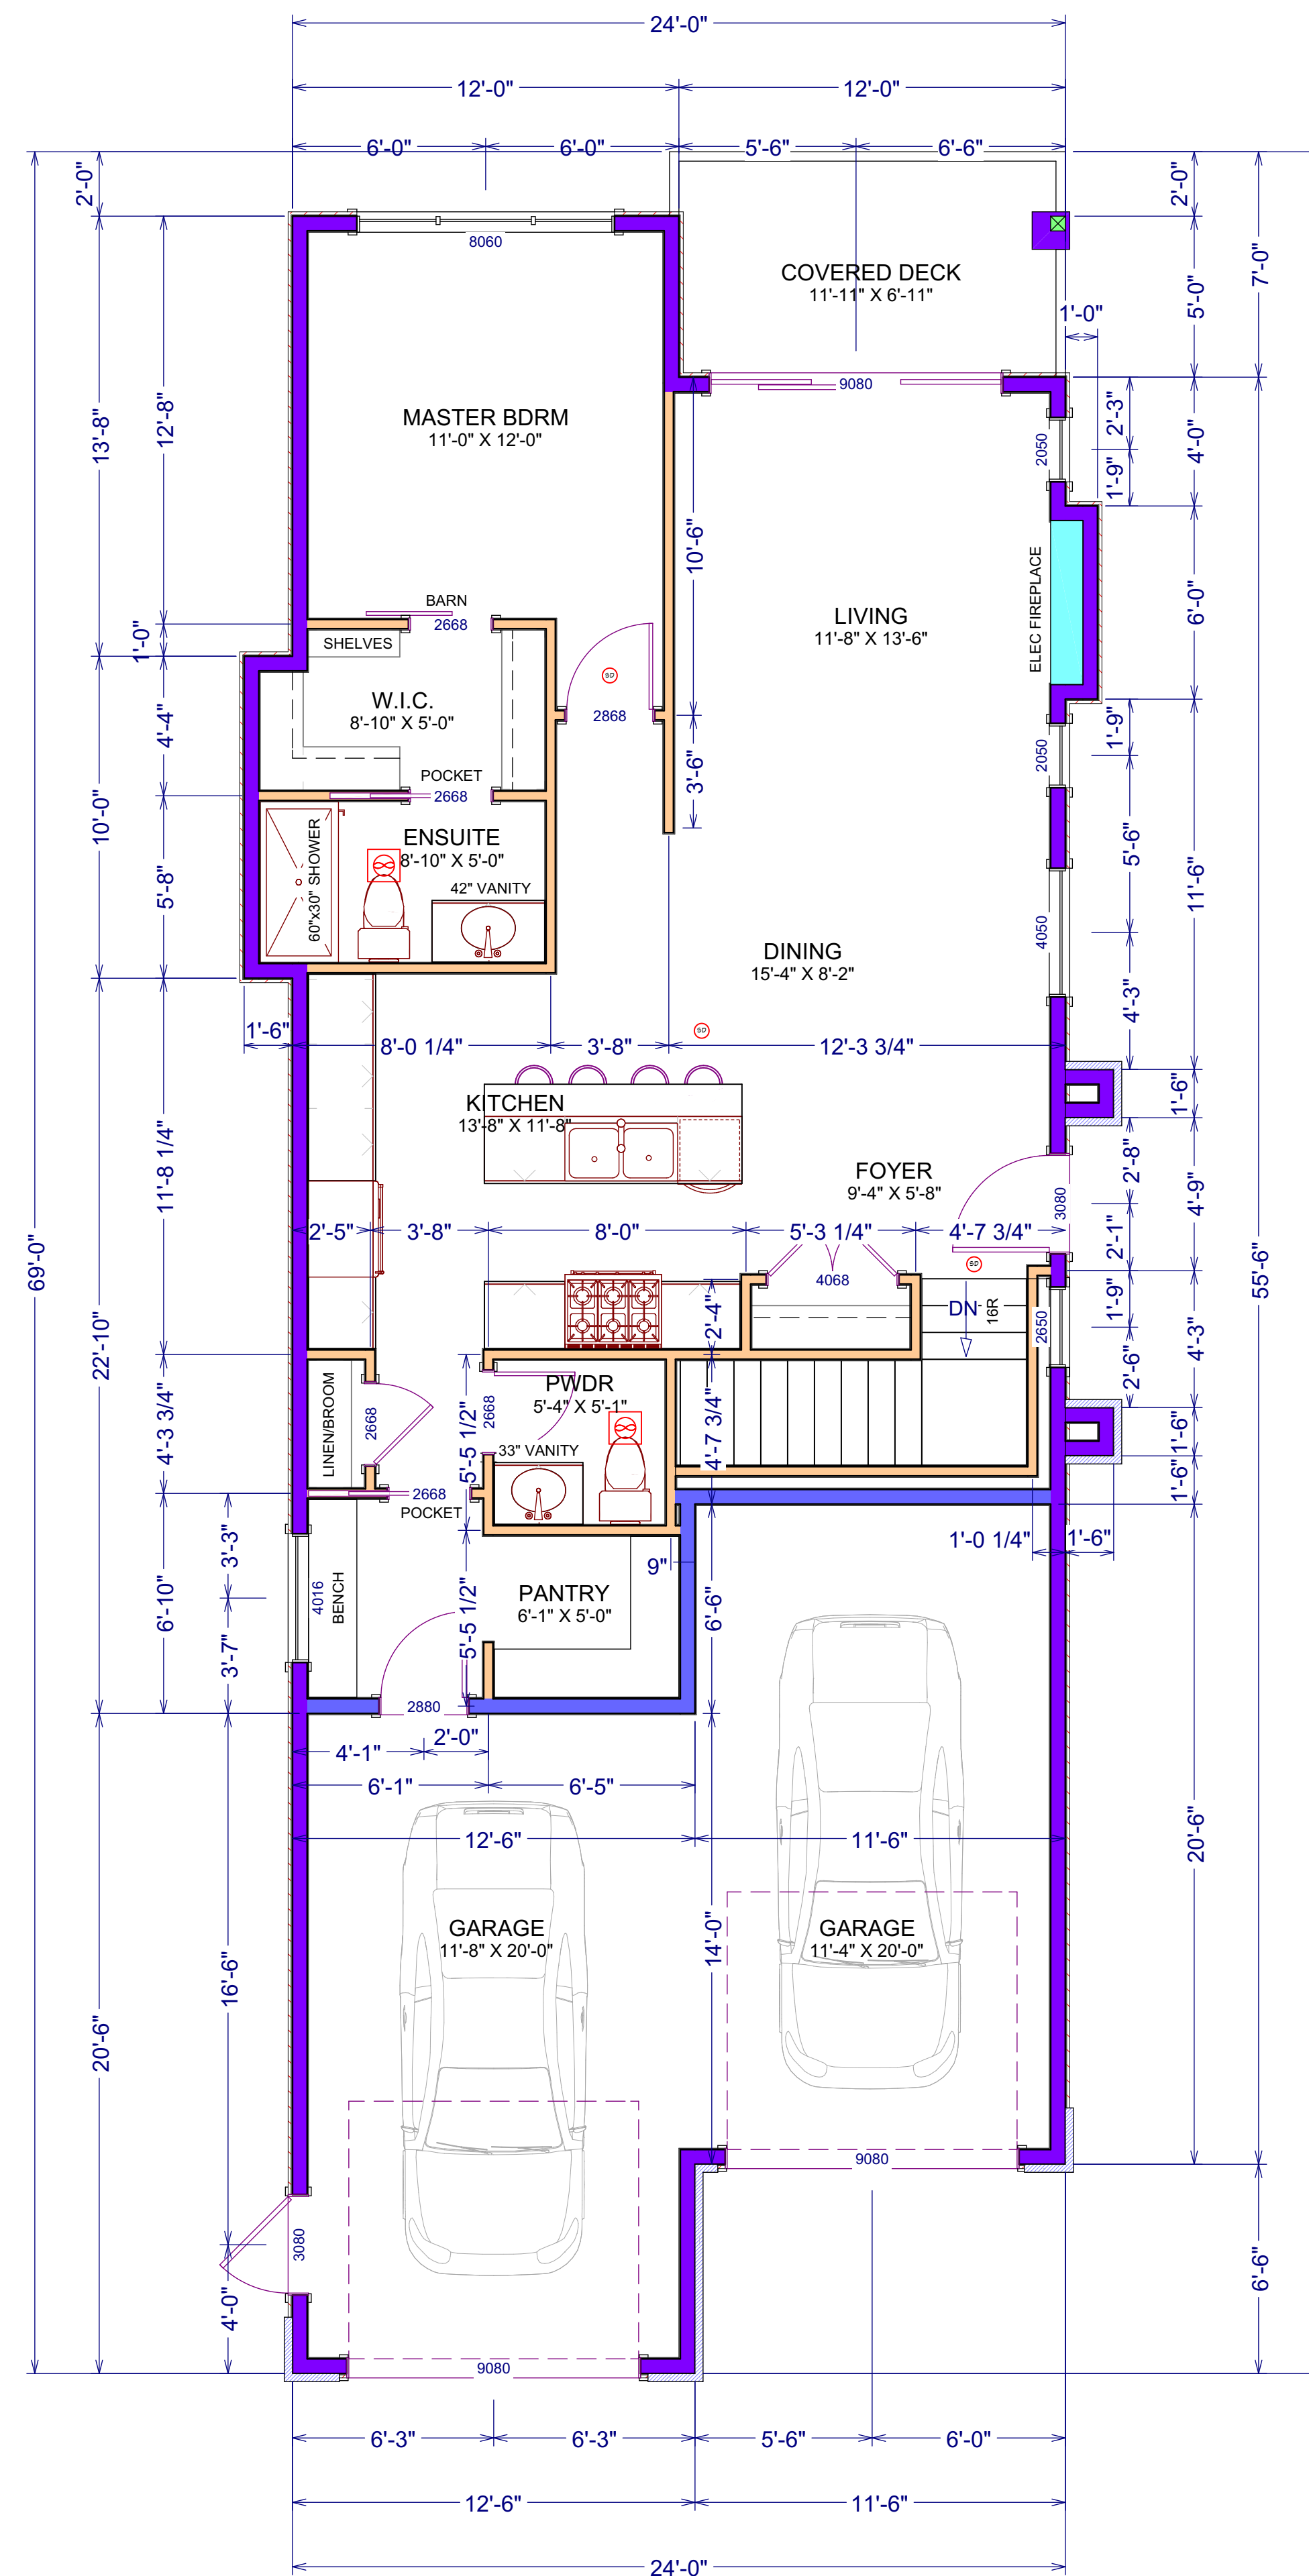 24'-0"
12'-0" 12'-0"
6'-0" 6'-0" 5'-6" 6'-6"
2'-0" 2'-0"
8060
COVERED DECK
11'-11" X 6'-11"
7'-0"
5'-0"
1'-0"
9080
MASTER BDRM
11'-0" X 12'-0"
13'-8"
12'-8"
2050
2'-3"
4'-0"
1'-9"
10'-6"
ELEC FIREPLACE
6'-0"
LIVING
11'-8" X 13'-6"
BARN
2668
1'-0"
SHELVES
SD
W.I.C.
8'-10" X 5'-0"
2868
4'-4"
3'-6"
2050
1'-9"
POCKET
2668
10'-0"
5'-8"
60"x30" SHOWER
ENSUITE
8'-10" X 5'-0"
42" VANITY
5'-6"
11'-6"
4050
DINING
15'-4" X 8'-2"
4'-3"
SD
1'-6" 8'-0 1/4" 3'-8" 12'-3 3/4"
KITCHEN
13'-8" X 11'-8"
1'-6"
11'-8 1/4"
FOYER
9'-4" X 5'-8"
3080
2'-8"
4'-9"
2'-1"
69'-0"
55'-6"
2'-5" 3'-8" 8'-0" 5'-3 1/4" 4'-7 3/4"
SD
4068
22'-10"
2'-4"
DN
16R
2650
1'-9"
4'-3"
2'-6"
4'-3 3/4"
LINEN/BROOM
2668
2668
PWDR
5'-4" X 5'-1"
5'-5 1/2"
4'-7 3/4"
33" VANITY
1'-6"
2668
POCKET
1'-6"
3'-3"
6'-10"
3'-7"
4016
BENCH
1'-0 1/4" 1'-6"
9"
PANTRY
6'-1" X 5'-0"
5'-5 1/2"
6'-6"
2880
4'-1" 2'-0"
6'-1" 6'-5"
12'-6" 11'-6"
20'-6"
GARAGE
11'-8" X 20'-0"
GARAGE
11'-4" X 20'-0"
14'-0"
16'-6"
20'-6"
9080
3080
4'-0"
6'-6"
9080
6'-3" 6'-3" 5'-6" 6'-0"
12'-6" 11'-6"
24'-0"